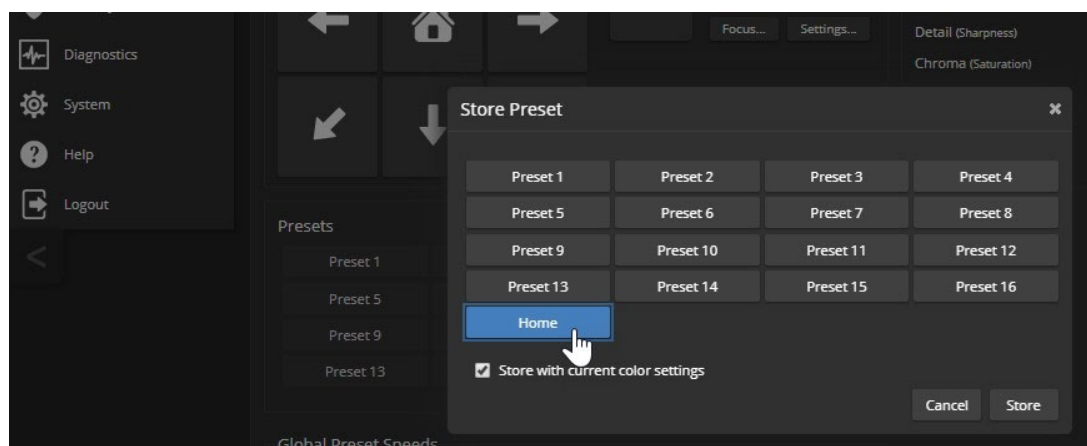 Diagnostics
System
Help
Logout
Focus...
Settings...
Detail (Sharpness)
Chroma (Saturation)
Presets
Preset 1
Preset 5
Preset 9
Preset 13
Global Preset Speeds
Store Preset
Preset 1 Preset 2 Preset 3 Preset 4
Preset 5 Preset 6 Preset 7 Preset 8
Preset 9 Preset 10 Preset 11 Preset 12
Preset 13 Preset 14 Preset 15 Preset 16
Home
Store with current color settings
Cancel Store